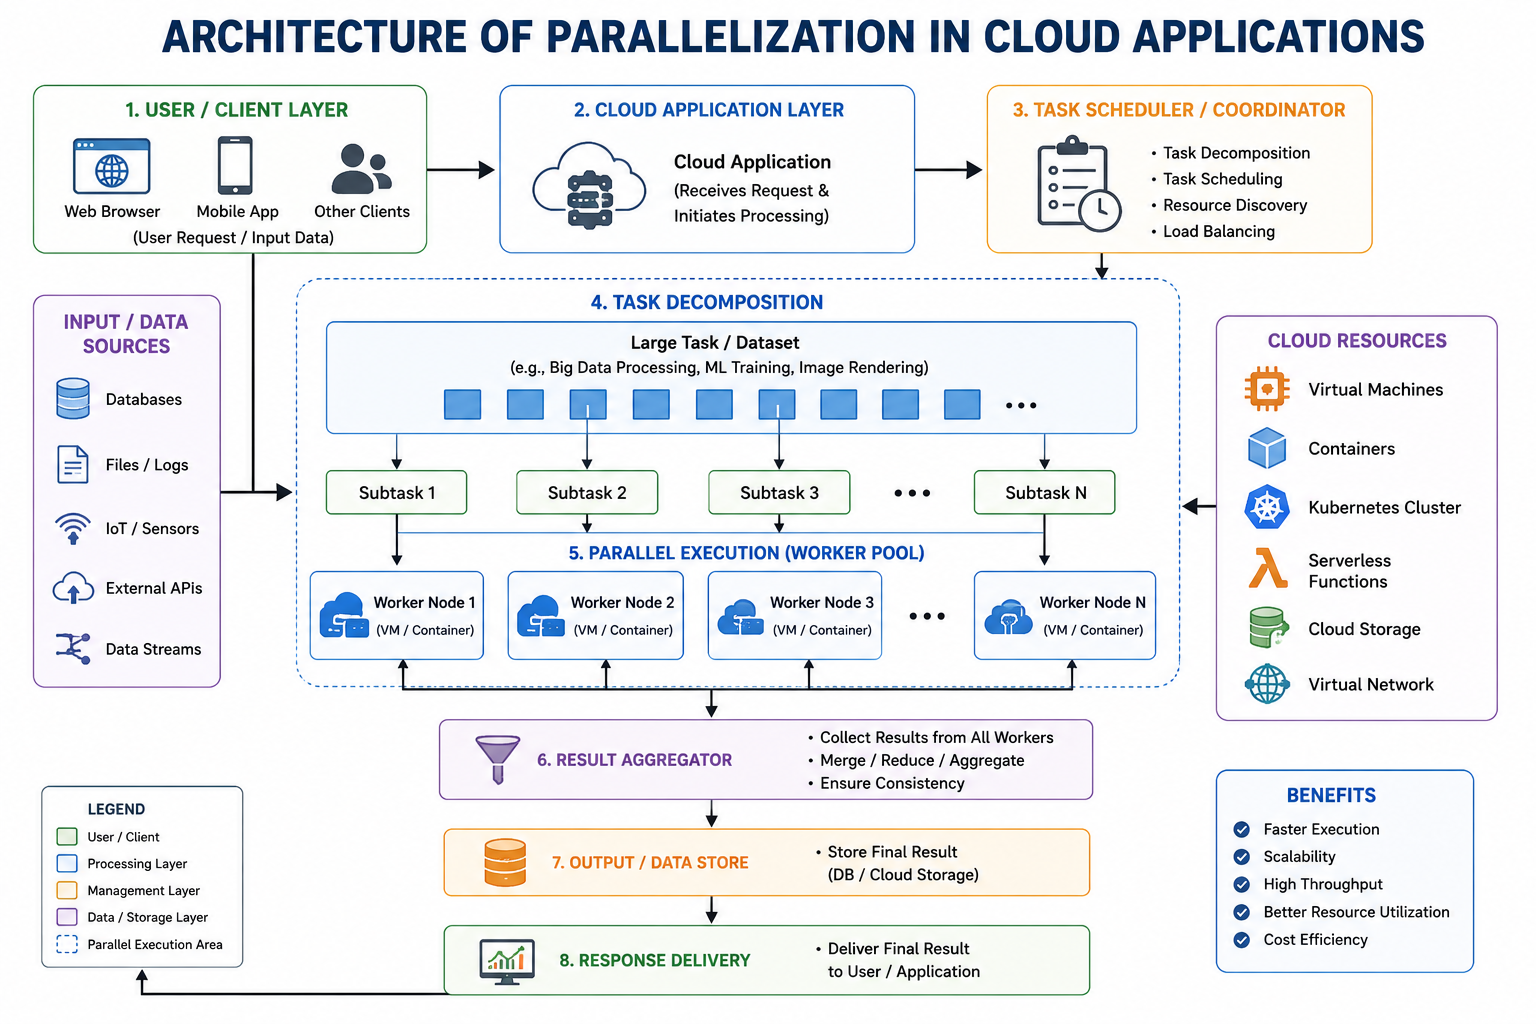 ARCHITECTURE OF PARALLELIZATION IN CLOUD APPLICATIONS
1. USER / CLIENT LAYER
Web Browser
Mobile App
Other Clients
(User Request / Input Data)
2. CLOUD APPLICATION LAYER
Cloud Application
(Receives Request &
Initiates Processing)
3. TASK SCHEDULER / COORDINATOR
• Task Decomposition
• Task Scheduling
• Resource Discovery
• Load Balancing
INPUT / DATA
SOURCES
Databases
Files / Logs
IoT / Sensors
External APIs
Data Streams
4. TASK DECOMPOSITION
Large Task / Dataset
(e.g., Big Data Processing, ML Training, Image Rendering)
Subtask 1
Subtask 2
Subtask 3
Subtask N
5. PARALLEL EXECUTION (WORKER POOL)
Worker Node 1
(VM / Container)
Worker Node 2
(VM / Container)
Worker Node 3
(VM / Container)
Worker Node N
(VM / Container)
CLOUD RESOURCES
Virtual Machines
Containers
Kubernetes Cluster
Serverless
Functions
Cloud Storage
Virtual Network
6. RESULT AGGREGATOR
• Collect Results from All Workers
• Merge / Reduce / Aggregate
• Ensure Consistency
7. OUTPUT / DATA STORE
• Store Final Result
(DB / Cloud Storage)
8. RESPONSE DELIVERY
• Deliver Final Result
to User / Application
LEGEND
User / Client
Processing Layer
Management Layer
Data / Storage Layer
Parallel Execution Area
BENEFITS
Faster Execution
Scalability
High Throughput
Better Resource Utilization
Cost Efficiency